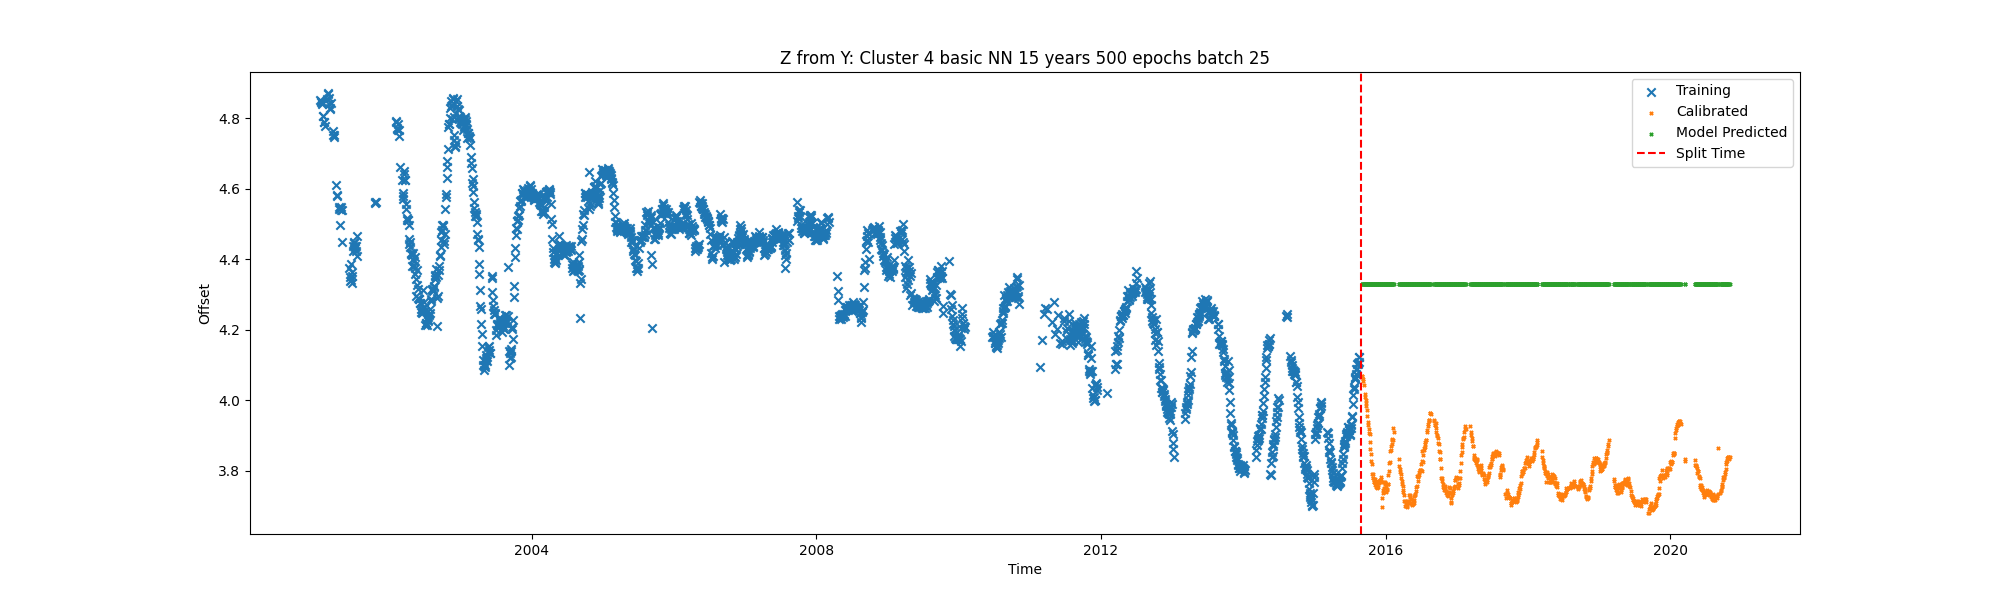 Z from Y: Cluster 4 basic NN 15 years 500 epochs batch 25
Training
Calibrated
Model Predicted
Split Time
Offset
4.8
4.6
4.4
4.2
4.0
3.8
2004
2008
2012
2016
2020
Time